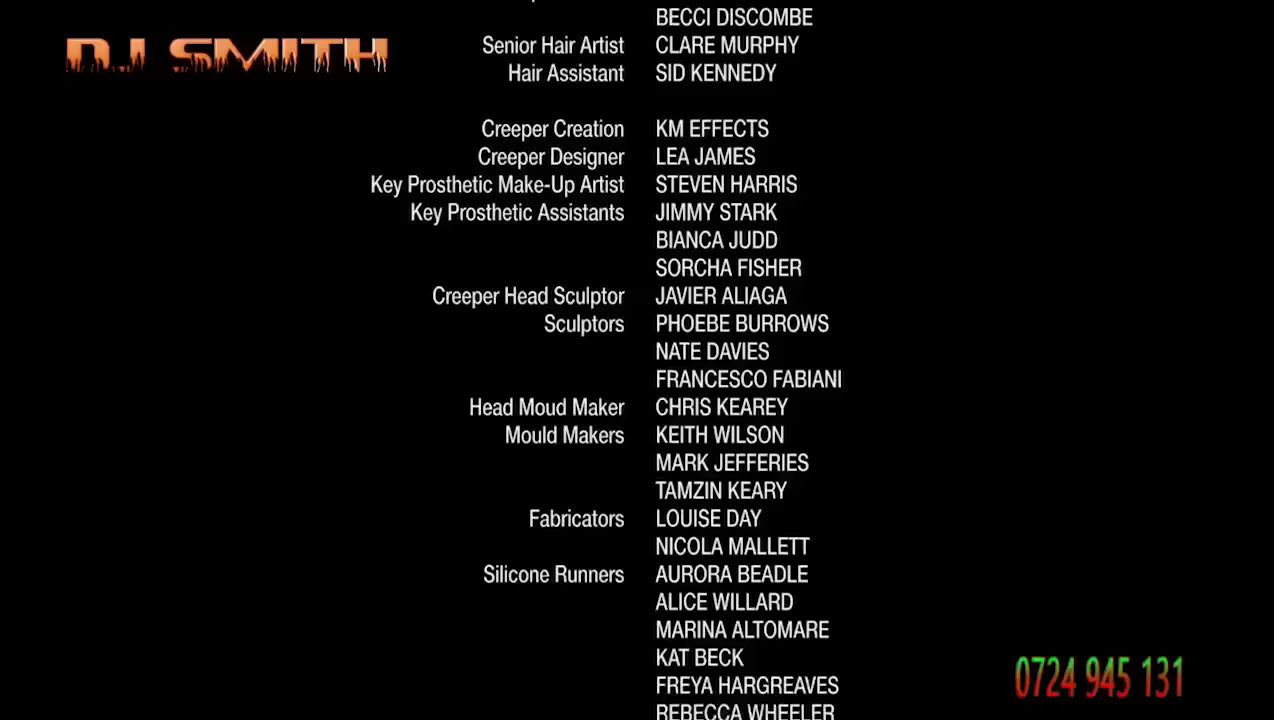 BECCI DISCOMBE
DJ SMITH
Senior Hair Artist CLARE MURPHY
Hair Assistant SID KENNEDY
Creeper Creation KM EFFECTS
Creeper Designer LEA JAMES
Key Prosthetic Make-Up Artist STEVEN HARRIS
Key Prosthetic Assistants JIMMY STARK
BIANCA JUDD
SORCHA FISHER
Creeper Head Sculptor JAVIER ALIAGA
Sculptors PHOEBE BURROWS
NATE DAVIES
FRANCESCO FABIANI
Head Moud Maker CHRIS KEAREY
Mould Makers KEITH WILSON
MARK JEFFERIES
TAMZIN KEARY
Fabricators LOUISE DAY
NICOLA MALLETT
Silicone Runners AURORA BEADLE
ALICE WILLARD
MARINA ALTOMARE
KAT BECK
FREYA HARGREAVES
0724 945 131
REBECCA WHEELER